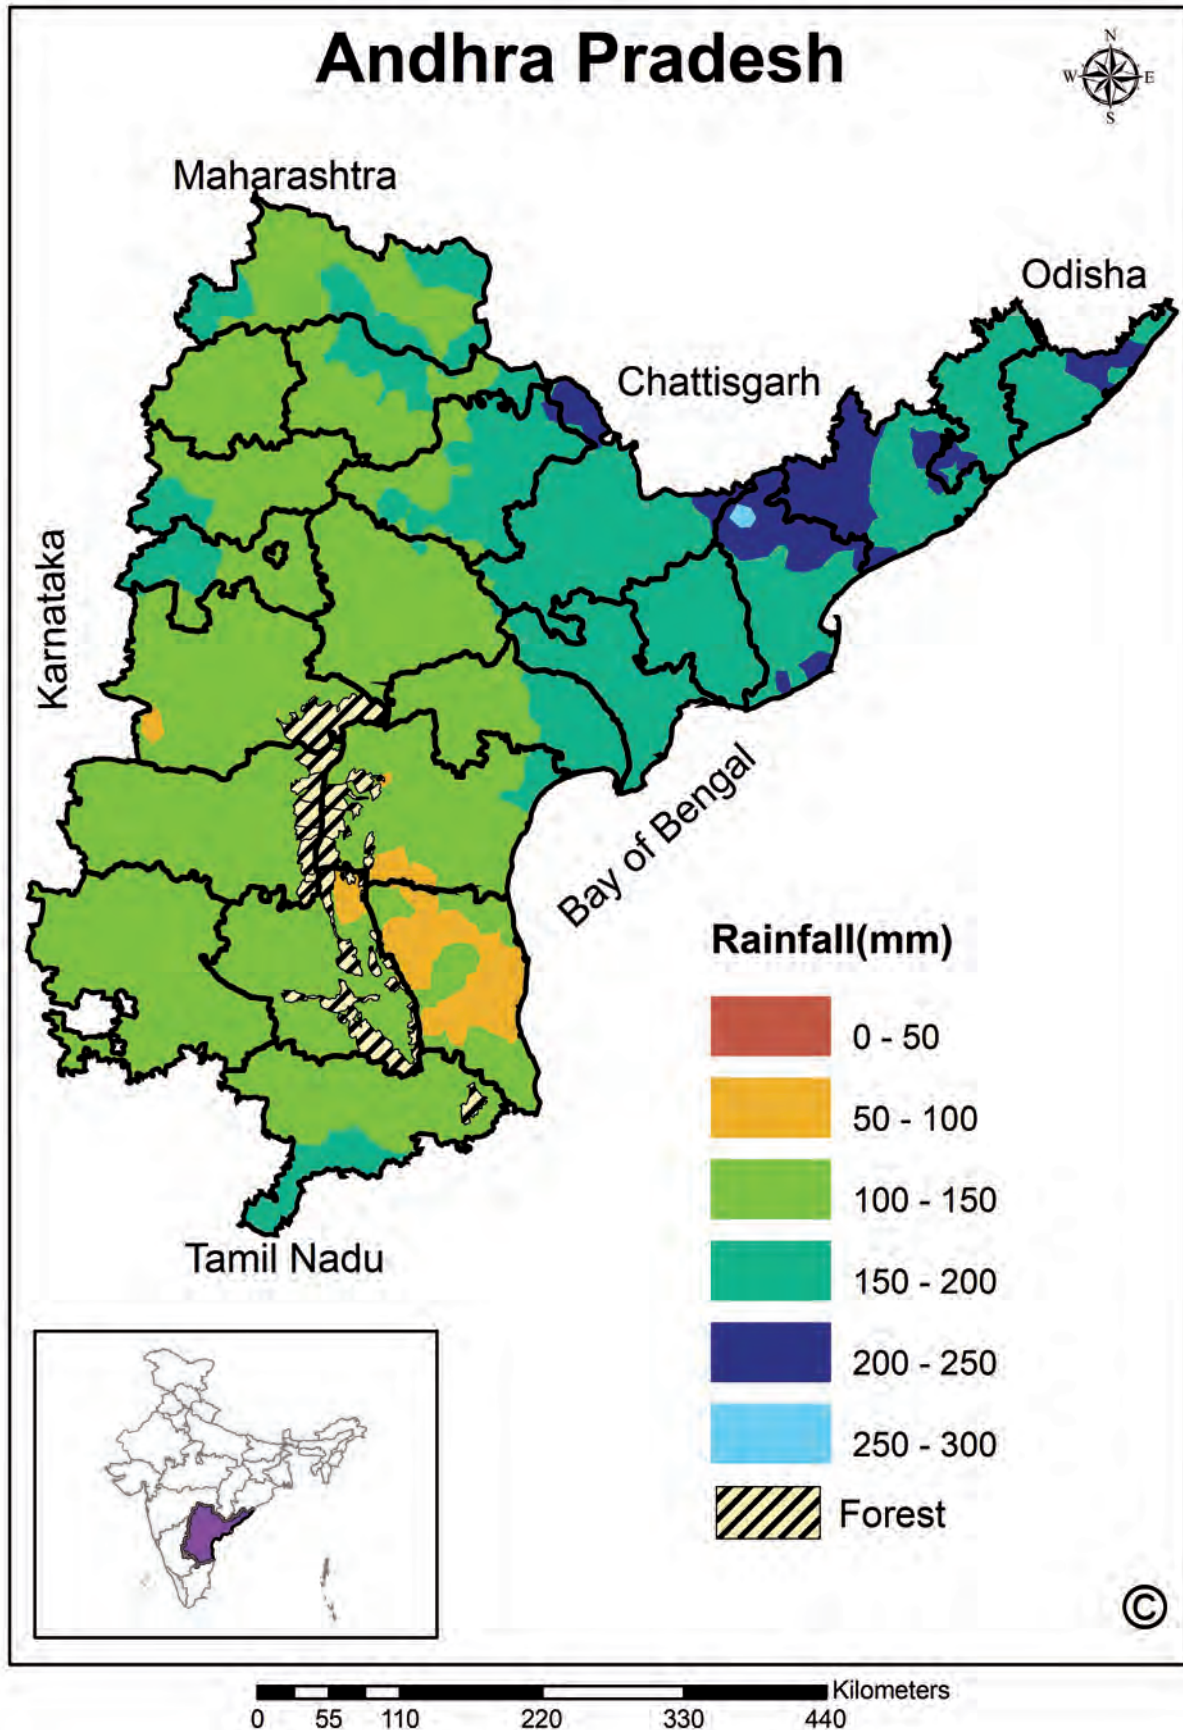 Andhra Pradesh
N
W E
S
Maharashtra
Odisha
Chattisgarh
Karnataka
Bay of Bengal
Tamil Nadu
Rainfall(mm)
0 - 50
50 - 100
100 - 150
150 - 200
200 - 250
250 - 300
Forest
©
Kilometers
0 55 110 220 330 440